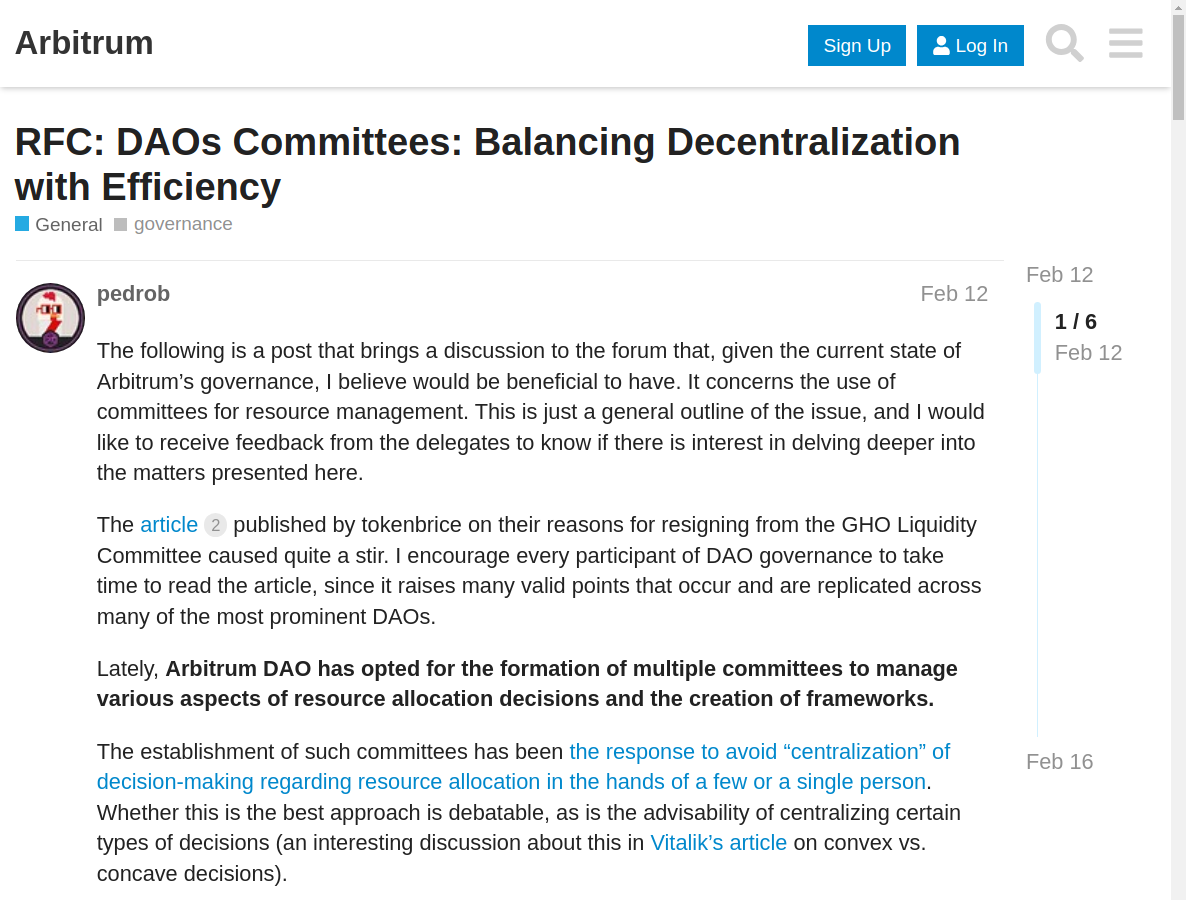 Arbitrum
Sign Up
Log In
RFC: DAOs Committees: Balancing Decentralization
with Efficiency
General governance
Feb 12
pedrob
Feb 12
1 / 6
Feb 12
The following is a post that brings a discussion to the forum that, given the current state of
Arbitrum’s governance, I believe would be beneficial to have. It concerns the use of
committees for resource management. This is just a general outline of the issue, and I would
like to receive feedback from the delegates to know if there is interest in delving deeper into
the matters presented here.
The article 2 published by tokenbrice on their reasons for resigning from the GHO Liquidity
Committee caused quite a stir. I encourage every participant of DAO governance to take
time to read the article, since it raises many valid points that occur and are replicated across
many of the most prominent DAOs.
Lately, Arbitrum DAO has opted for the formation of multiple committees to manage
various aspects of resource allocation decisions and the creation of frameworks.
The establishment of such committees has been the response to avoid “centralization” of
decision-making regarding resource allocation in the hands of a few or a single person.
Whether this is the best approach is debatable, as is the advisability of centralizing certain
types of decisions (an interesting discussion about this in Vitalik’s article on convex vs.
concave decisions).
Feb 16